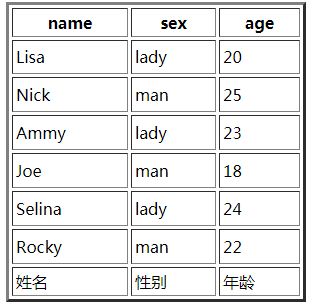 name sex age
Lisa lady 20
Nick man 25
Ammy lady 23
Joe man 18
Selina lady 24
Rocky man 22
姓名 性别 年龄